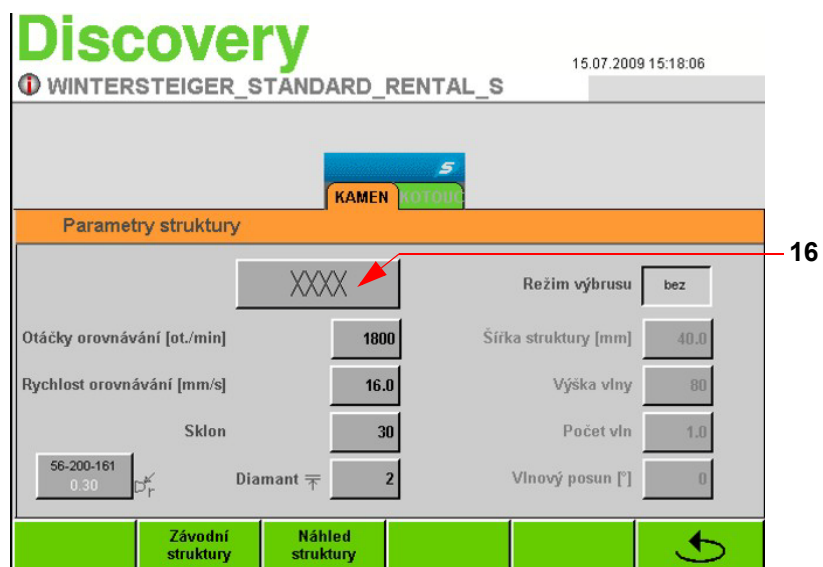 Discovery
15.07.2009 15:18:06
WINTERSTEIGER_STANDARD_RENTAL_S
S
KAMEN KOTOUČ
Parametry struktury
16
XXXX
Režim výbrusu bez
Otáčky orovnávání [ot./min] 1800
Šířka struktury [mm] 40.0
Rychlost orovnávání [mm/s] 16.0
Výška vlny 80
Sklon 30
Počet vln 1.0
56-200-161
0.30
r
Diamant 2
Vlnový posun [°] 0
Závodní
struktury
Náhled
struktury